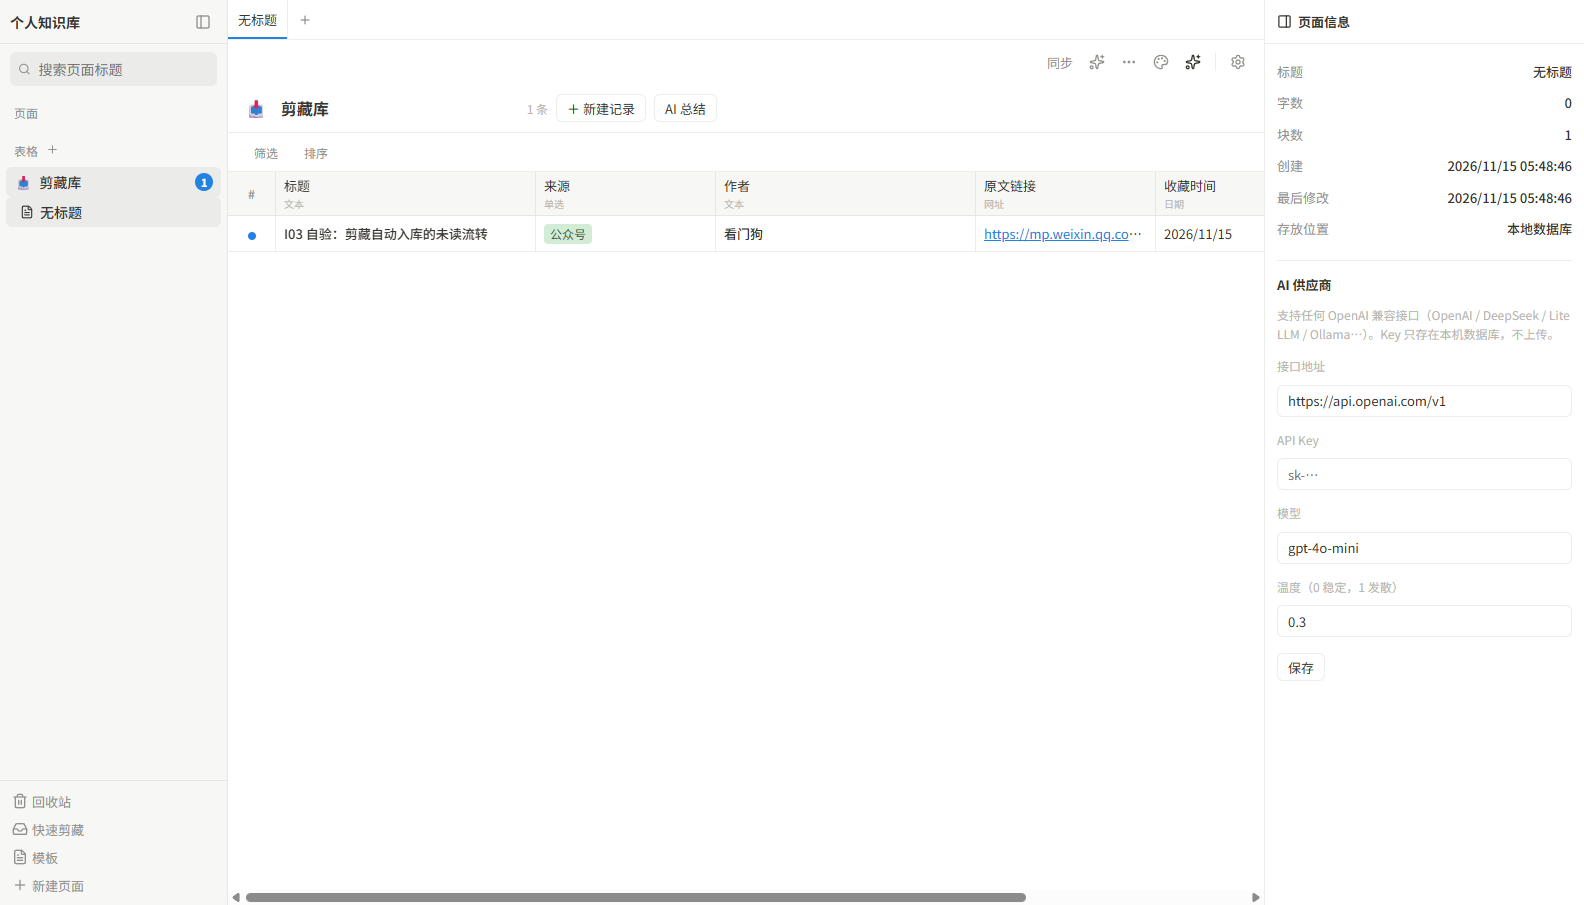 个人知识库
搜索页面标题
页面
表格
剪藏库 1
无标题
回收站
快速剪藏
模板
新建页面
无标题
同步
剪藏库
1 条
新建记录
AI 总结
筛选 排序
# 标题 来源 作者 原文链接 收藏时间
文本 单选 文本 网址 日期
I03 自验：剪藏自动入库的未读流转 公众号 看门狗 https://mp.weixin.qq.co··· 2026/11/15
页面信息
标题 无标题
字数 0
块数 1
创建 2026/11/15 05:48:46
最后修改 2026/11/15 05:48:46
存放位置 本地数据库
AI 供应商
支持任何 OpenAI 兼容接口（OpenAI / DeepSeek / Lite
LLM / Ollama…）。Key 只存在本机数据库，不上传。
接口地址
https://api.openai.com/v1
API Key
sk-…
模型
gpt-4o-mini
温度（0 稳定，1 发散）
0.3
保存